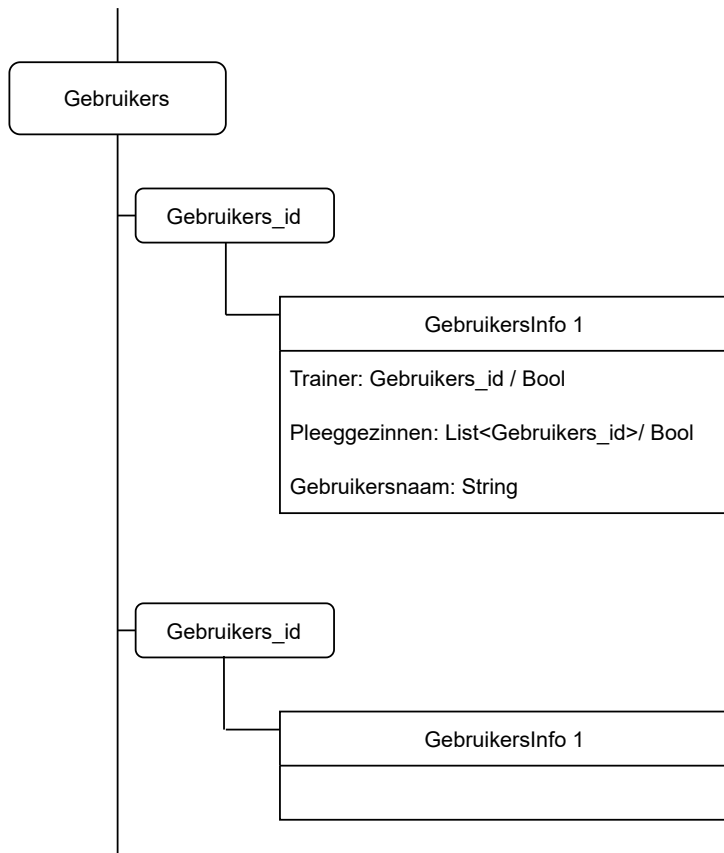 Gebruikers
Gebruikers_id
GebruikersInfo 1
Trainer: Gebruikers_id / Bool
Pleeggezinnen: List<Gebruikers_id>/ Bool
Gebruikersnaam: String
Gebruikers_id
GebruikersInfo 1